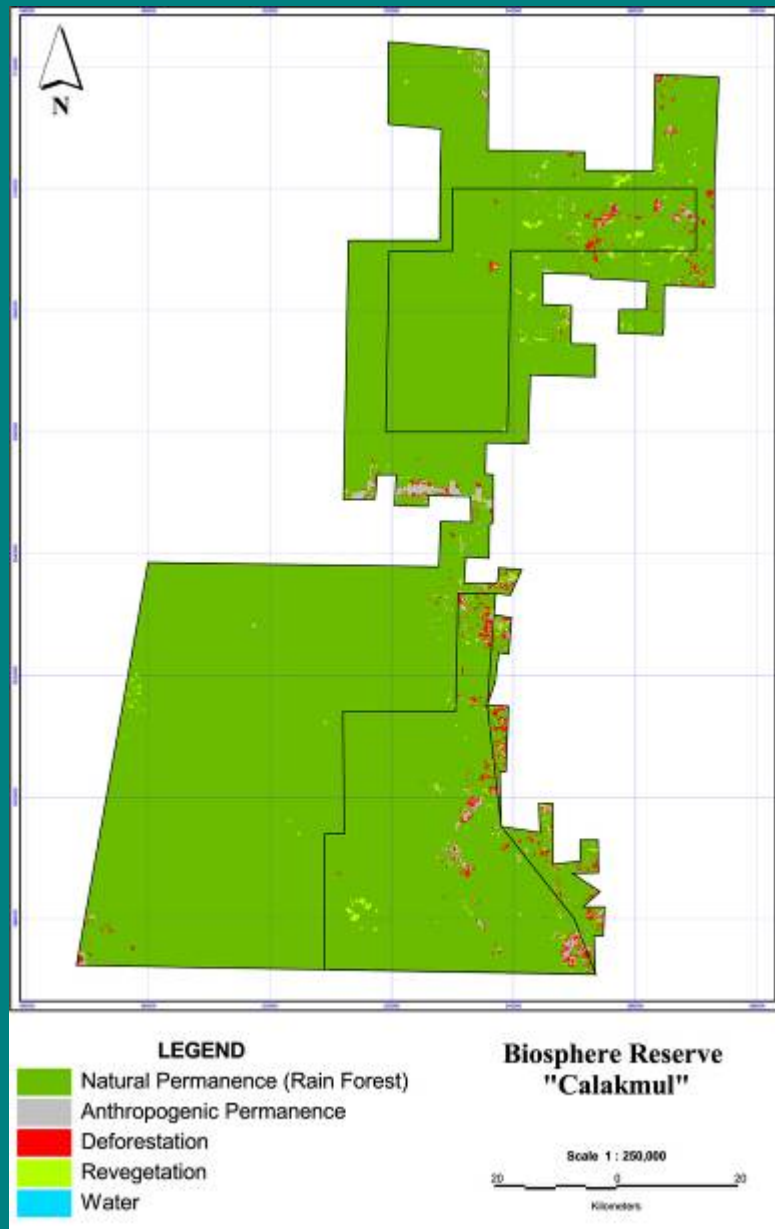 N
LEGEND
Natural Permanence (Rain Forest)
Anthropogenic Permanence
Deforestation
Revegetation
Water
Biosphere Reserve
"Calakmul"
Scale 1 : 250,000
20 0 20
Kilometers